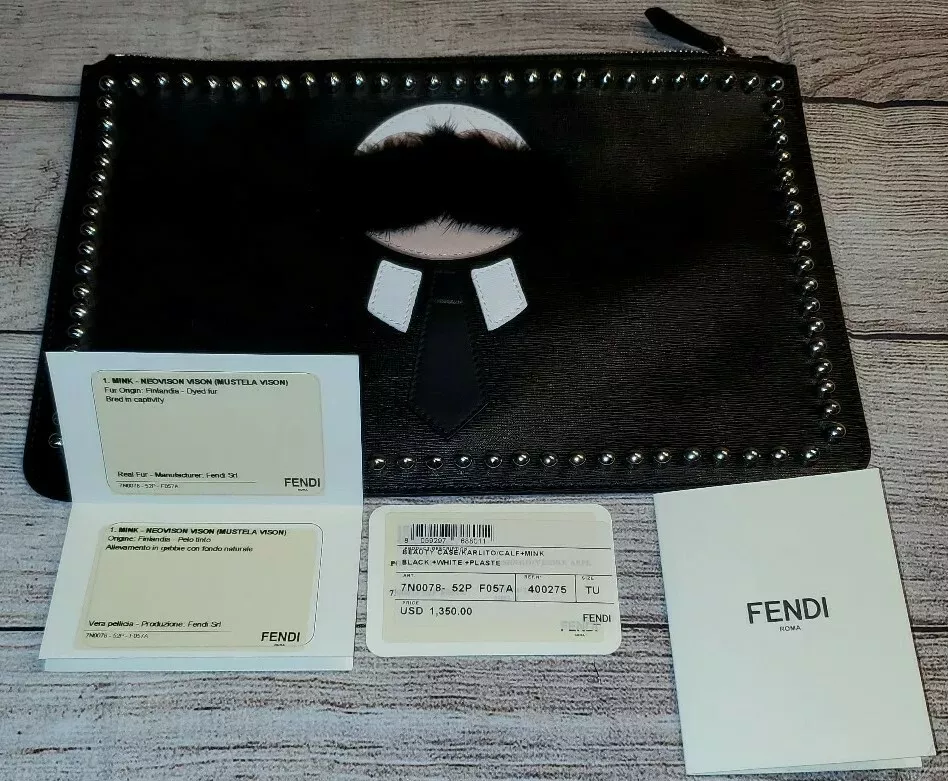 1. MINK - NEOVISON VISON (MUSTELA VISON)
Fur Origin: Finlandia - Dyed fur
Bred in captivity
Real Fur - Manufacturer: Fendi Srl
7N0078 - 52P - F057A
FENDI
ROMA
1. MINK - NEOVISON VISON (MUSTELA VISON)
Origine: Finlandia - Pelo tinto
Allevamento in gabbie con fondo naturale
Vera pelliccia - Produzione: Fendi Srl
7N0078 - 52P - F057A
FENDI
ROMA
BEAUTY CASE/KARLITO/CALF+MINK
BLACK +WHITE +PLASTE
ART.
7N0078- 52P F057A
400275
SIZE
TU
PRICE
USD 1,350.00
FENDI
FENDI
ROMA